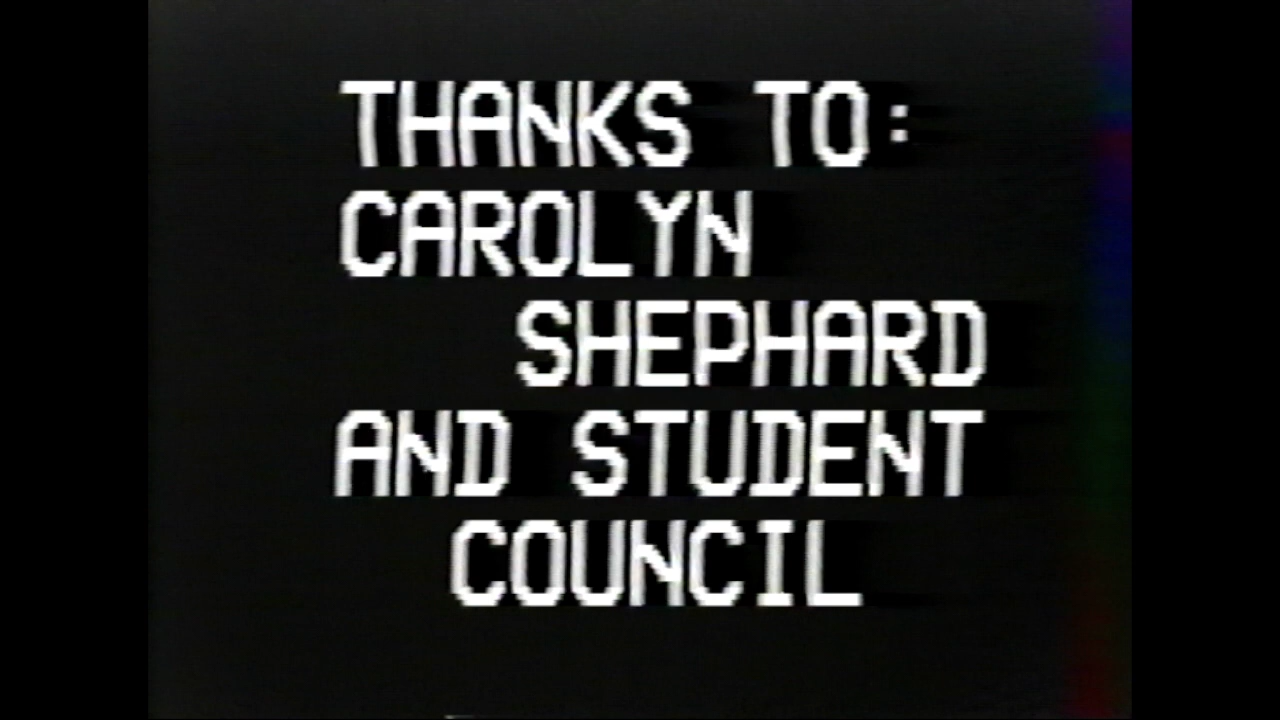 THANKS TO:
CAROLYN
SHEPHARD
AND STUDENT
COUNCIL